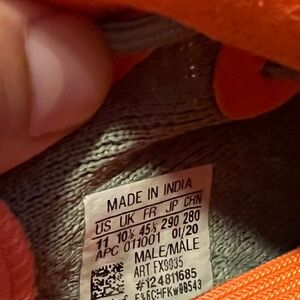 MADE IN INDIA
US UK FR JP CHN
11 10½ 45⅓ 290 280
APC 011001 01/20
MALE/MALE
ART FX9035
#124811685